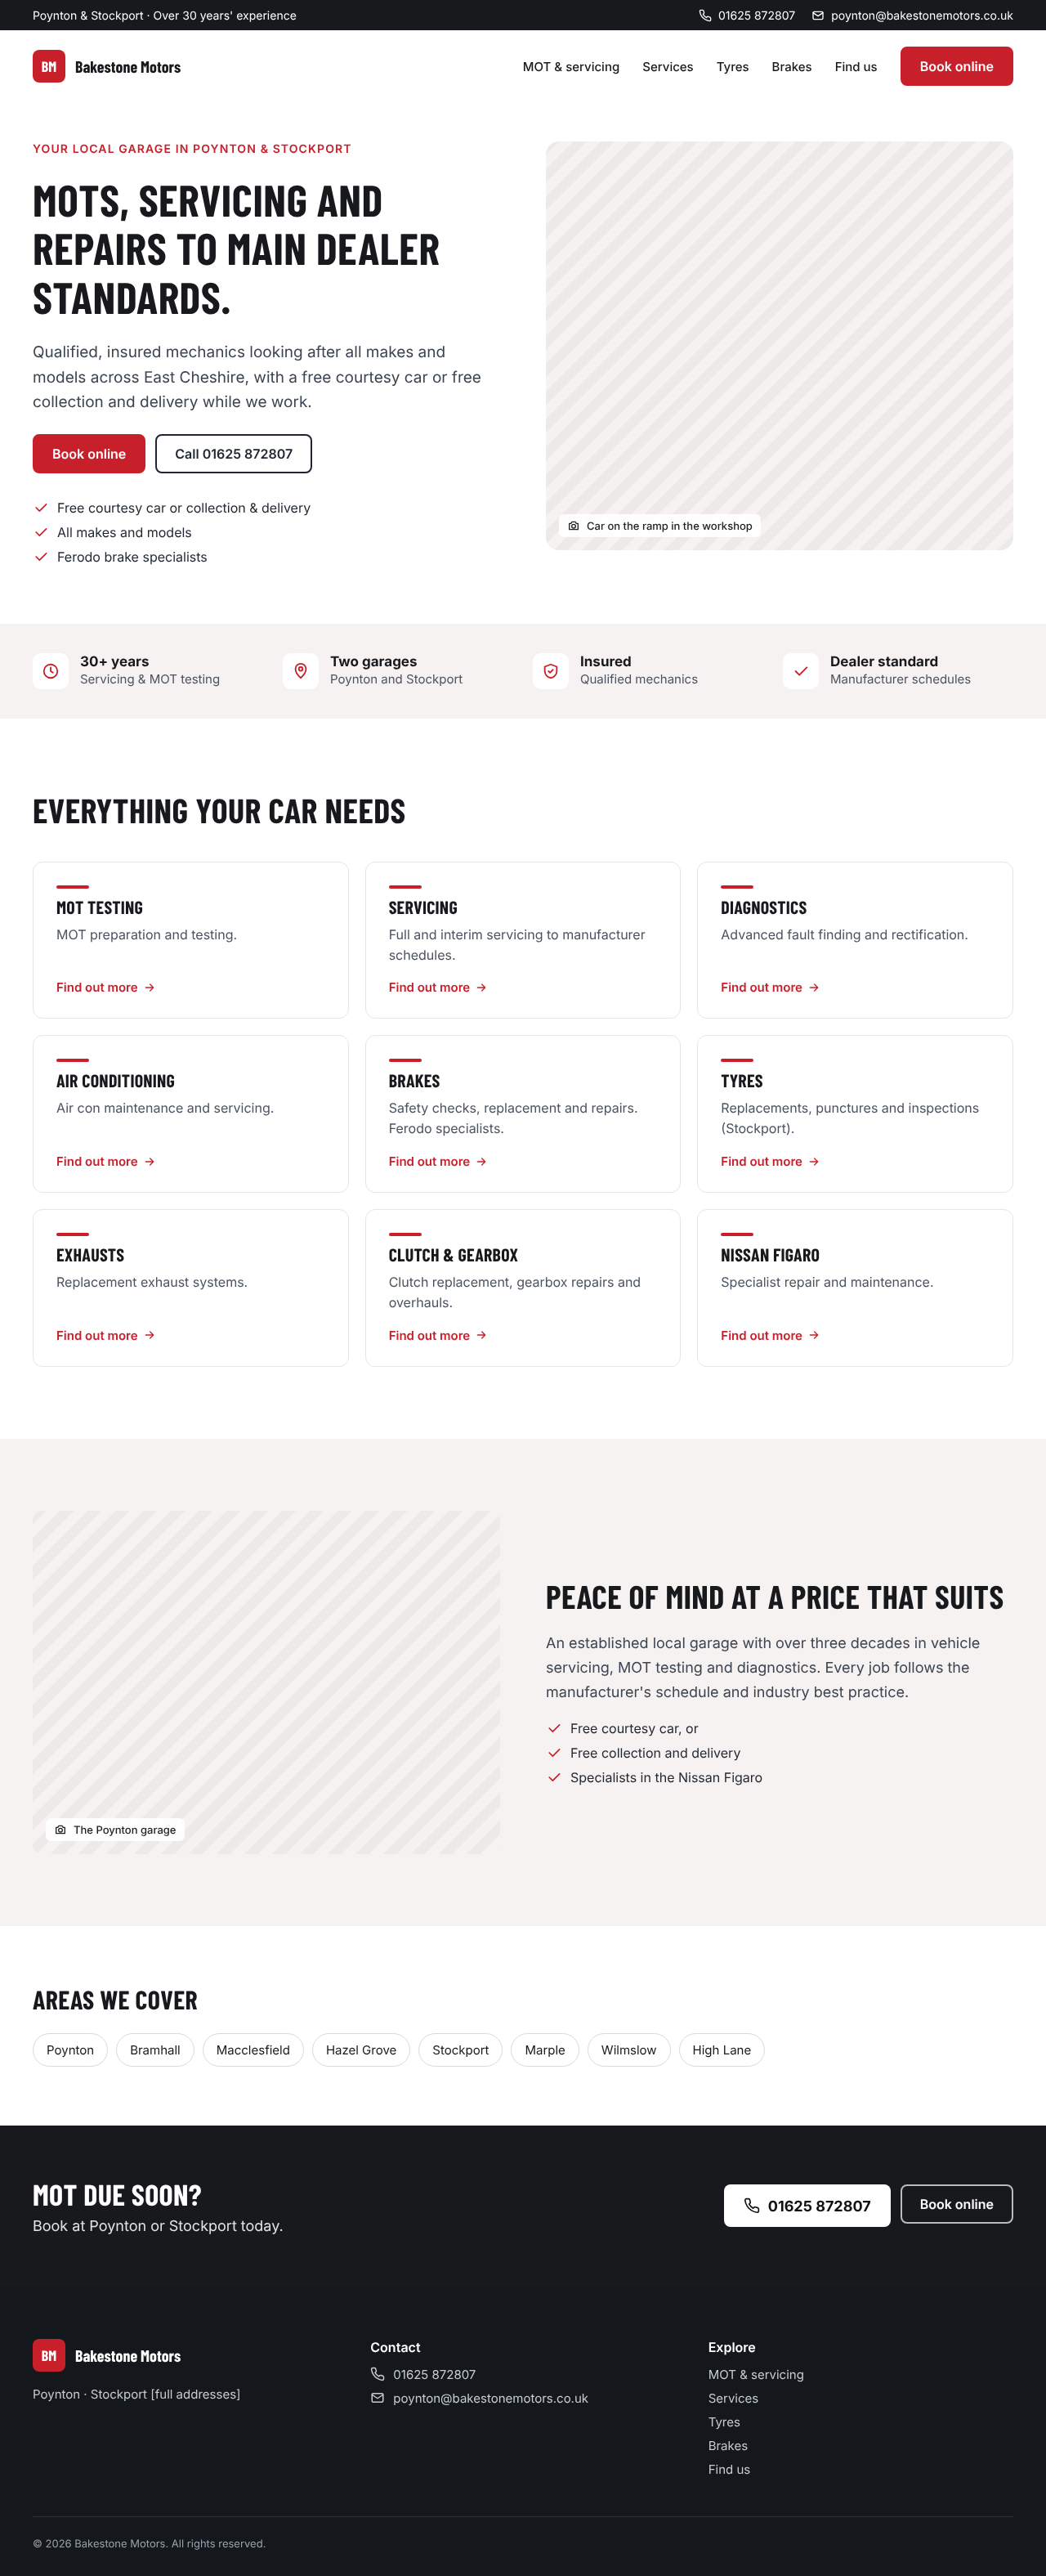 Poynton & Stockport · Over 30 years' experience
01625 872807
poynton@bakestonemotors.co.uk
BM
Bakestone Motors
MOT & servicing
Services
Tyres
Brakes
Find us
Book online
YOUR LOCAL GARAGE IN POYNTON & STOCKPORT
MOTS, SERVICING AND
REPAIRS TO MAIN DEALER
STANDARDS.
Qualified, insured mechanics looking after all makes and
models across East Cheshire, with a free courtesy car or free
collection and delivery while we work.
Book online
Call 01625 872807
Free courtesy car or collection & delivery
All makes and models
Ferodo brake specialists
Car on the ramp in the workshop
30+ years
Servicing & MOT testing
Two garages
Poynton and Stockport
Insured
Qualified mechanics
Dealer standard
Manufacturer schedules
EVERYTHING YOUR CAR NEEDS
MOT TESTING
MOT preparation and testing.
Find out more →
SERVICING
Full and interim servicing to manufacturer
schedules.
Find out more →
DIAGNOSTICS
Advanced fault finding and rectification.
Find out more →
AIR CONDITIONING
Air con maintenance and servicing.
Find out more →
BRAKES
Safety checks, replacement and repairs.
Ferodo specialists.
Find out more →
TYRES
Replacements, punctures and inspections
(Stockport).
Find out more →
EXHAUSTS
Replacement exhaust systems.
Find out more →
CLUTCH & GEARBOX
Clutch replacement, gearbox repairs and
overhauls.
Find out more →
NISSAN FIGARO
Specialist repair and maintenance.
Find out more →
The Poynton garage
PEACE OF MIND AT A PRICE THAT SUITS
An established local garage with over three decades in vehicle
servicing, MOT testing and diagnostics. Every job follows the
manufacturer's schedule and industry best practice.
Free courtesy car, or
Free collection and delivery
Specialists in the Nissan Figaro
AREAS WE COVER
Poynton
Bramhall
Macclesfield
Hazel Grove
Stockport
Marple
Wilmslow
High Lane
MOT DUE SOON?
Book at Poynton or Stockport today.
01625 872807
Book online
BM
Bakestone Motors
Poynton · Stockport [full addresses]
Contact
01625 872807
poynton@bakestonemotors.co.uk
Explore
MOT & servicing
Services
Tyres
Brakes
Find us
© 2026 Bakestone Motors. All rights reserved.